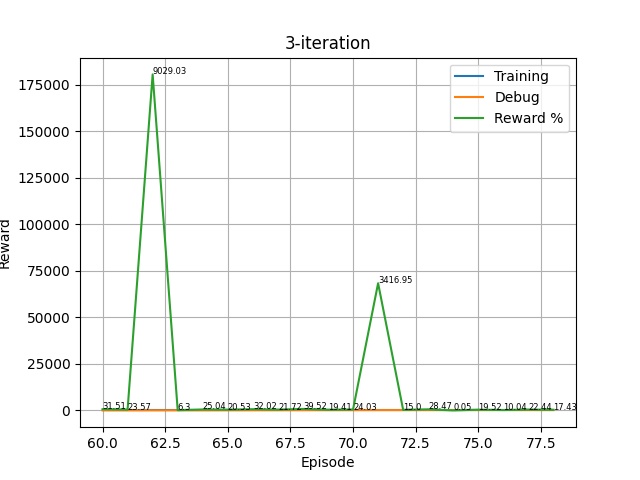 3-iteration
Training
Debug
Reward %
175000
150000
125000
100000
75000
50000
25000
0
Reward
9029.03
3416.95
31.51 23.57 6.3 25.04 20.53 32.02 21.72 39.52 19.41 24.03 15.0 28.47 0.05 19.52 10.04 22.44 17.43
60.0 62.5 65.0 67.5 70.0 72.5 75.0 77.5
Episode